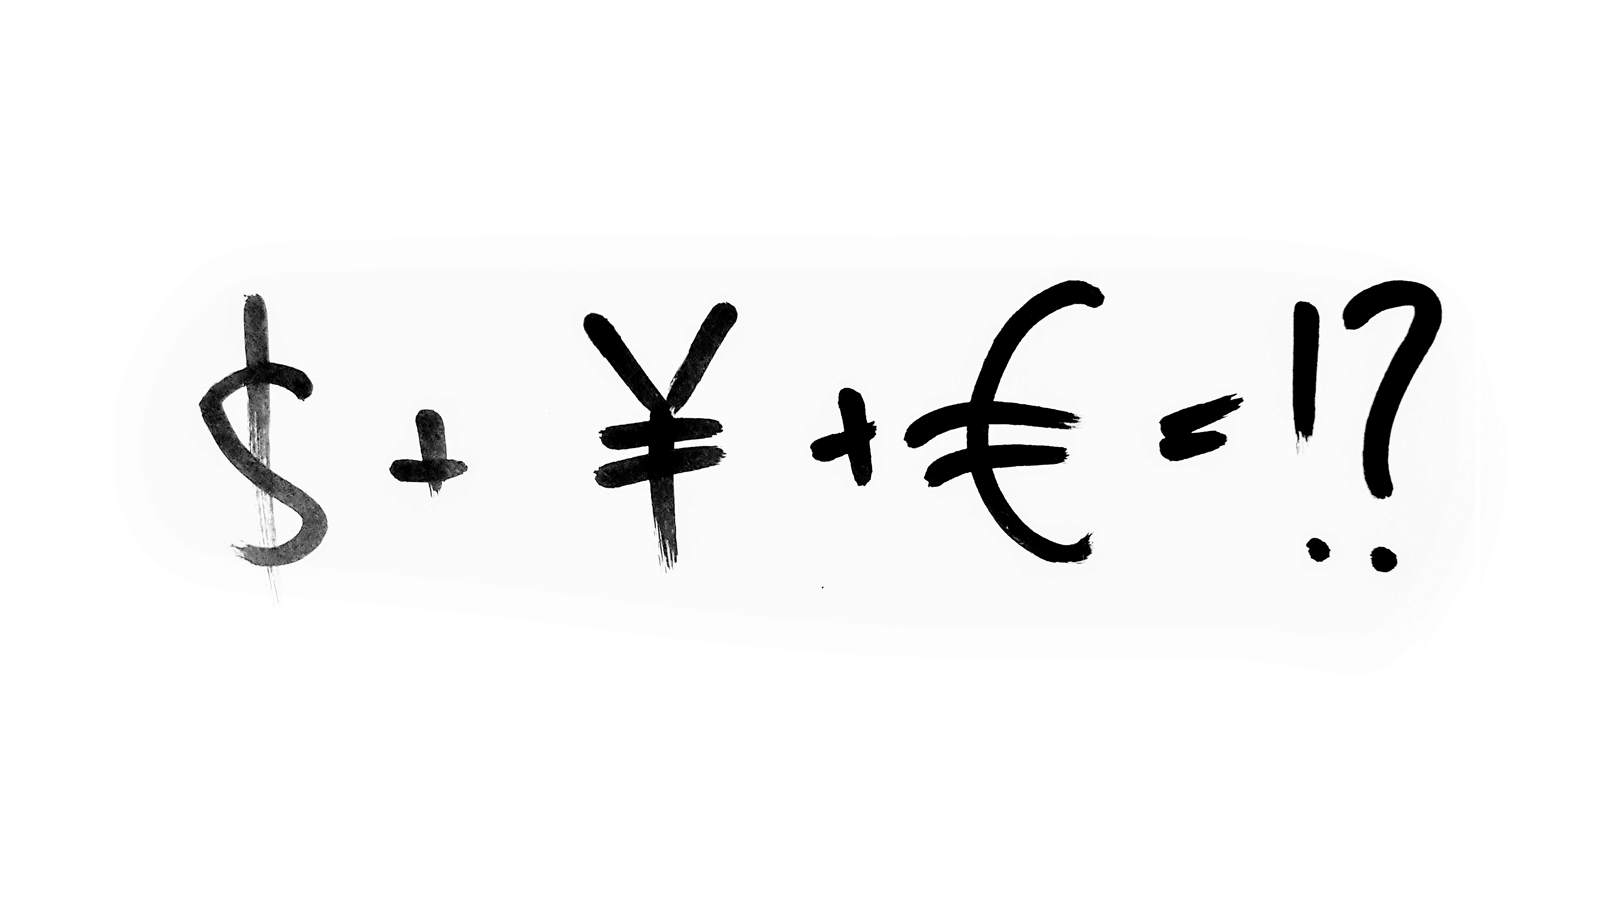 $ + ¥ + € = !?